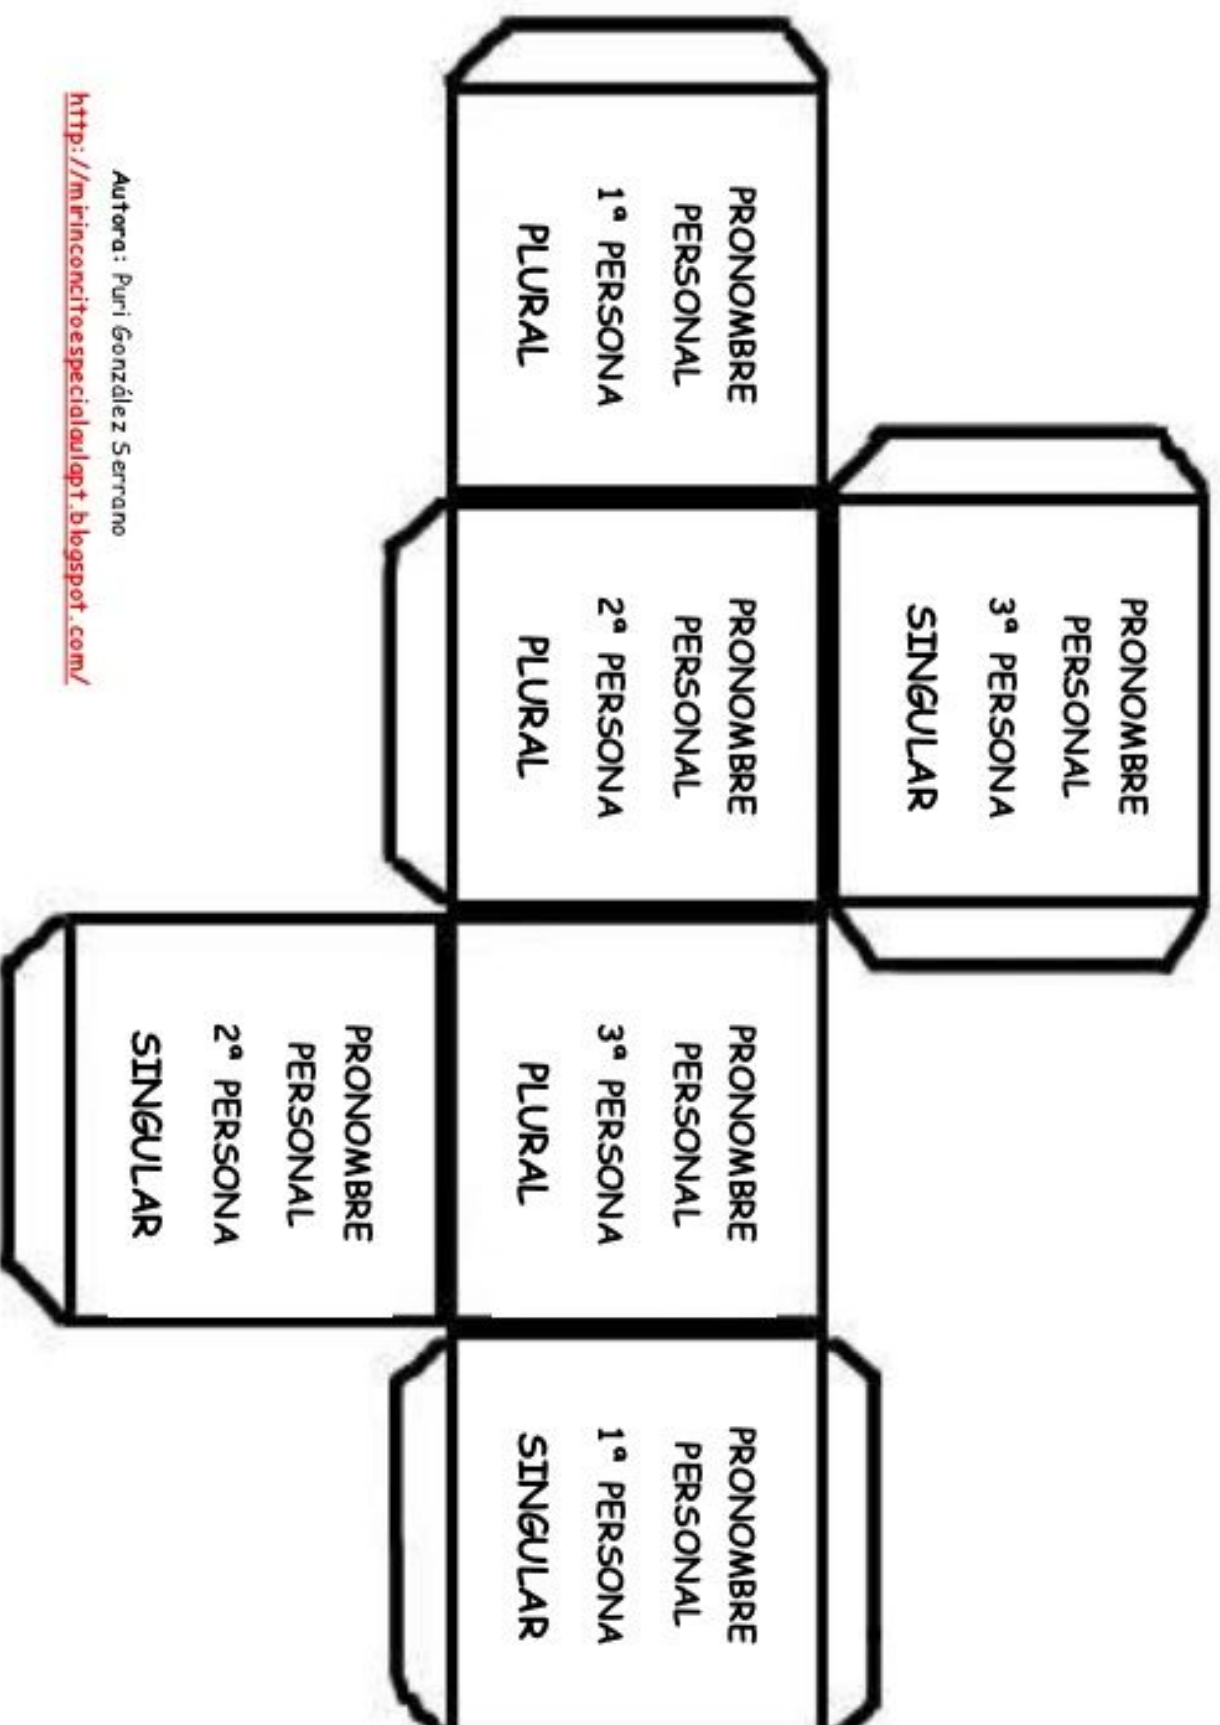 PRONOMBRE
PERSONAL
3ª PERSONA
SINGULAR
PRONOMBRE
PERSONAL
1ª PERSONA
PLURAL
PRONOMBRE
PERSONAL
2ª PERSONA
PLURAL
PRONOMBRE
PERSONAL
3ª PERSONA
PLURAL
PRONOMBRE
PERSONAL
1ª PERSONA
SINGULAR
PRONOMBRE
PERSONAL
2ª PERSONA
SINGULAR
Autora: Puri González Serrano
http://mirinconcitoespecialaulapt.blogspot.com/